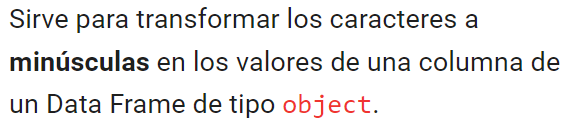 Sirve para transformar los caracteres a
minúsculas en los valores de una columna de
un Data Frame de tipo object.